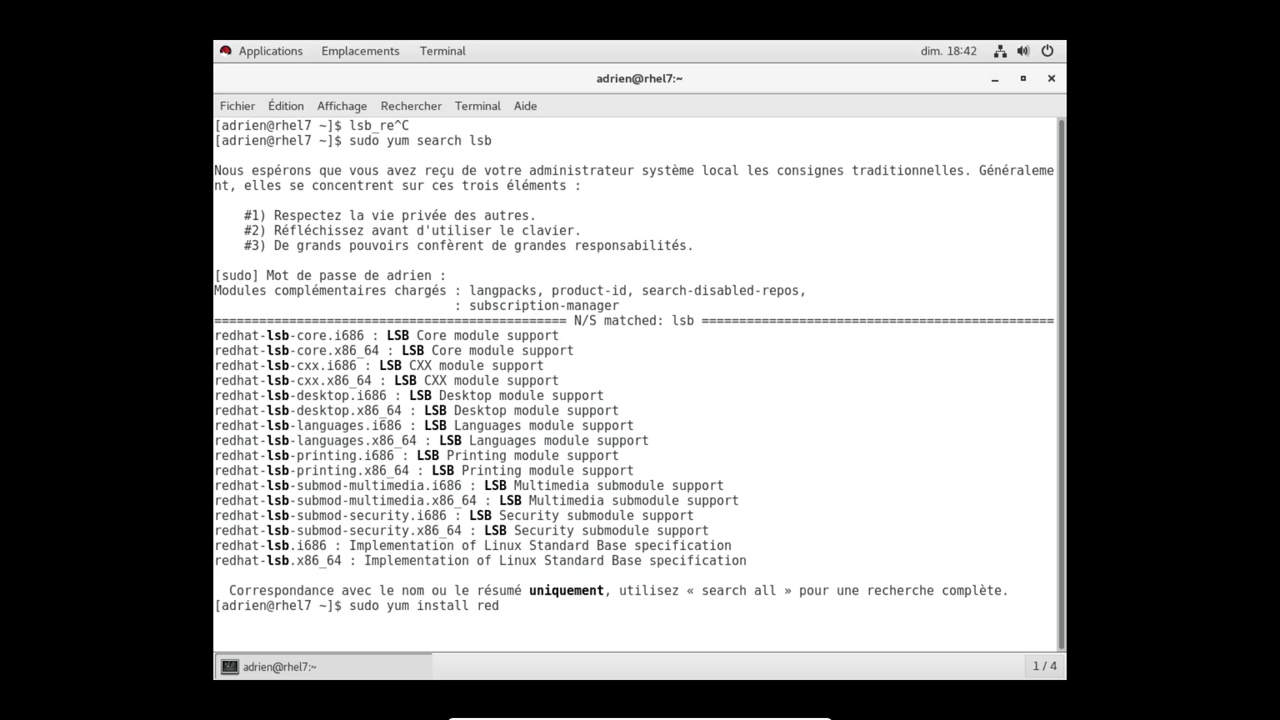 Applications Emplacements Terminal dim. 18:42
adrien@rhel7:~
Fichier Édition Affichage Rechercher Terminal Aide
[adrien@rhel7 ~]$ lsb_re^C
[adrien@rhel7 ~]$ sudo yum search lsb
Nous espérons que vous avez reçu de votre administrateur système local les consignes traditionnelles. Généraleme
nt, elles se concentrent sur ces trois éléments :
#1) Respectez la vie privée des autres.
#2) Réfléchissez avant d'utiliser le clavier.
#3) De grands pouvoirs confèrent de grandes responsabilités.
[sudo] Mot de passe de adrien :
Modules complémentaires chargés : langpacks, product-id, search-disabled-repos,
: subscription-manager
=============================================== N/S matched: lsb ===============================================
redhat-lsb-core.i686 : LSB Core module support
redhat-lsb-core.x86_64 : LSB Core module support
redhat-lsb-cxx.i686 : LSB CXX module support
redhat-lsb-cxx.x86_64 : LSB CXX module support
redhat-lsb-desktop.i686 : LSB Desktop module support
redhat-lsb-desktop.x86_64 : LSB Desktop module support
redhat-lsb-languages.i686 : LSB Languages module support
redhat-lsb-languages.x86_64 : LSB Languages module support
redhat-lsb-printing.i686 : LSB Printing module support
redhat-lsb-printing.x86_64 : LSB Printing module support
redhat-lsb-submod-multimedia.i686 : LSB Multimedia submodule support
redhat-lsb-submod-multimedia.x86_64 : LSB Multimedia submodule support
redhat-lsb-submod-security.i686 : LSB Security submodule support
redhat-lsb-submod-security.x86_64 : LSB Security submodule support
redhat-lsb.i686 : Implementation of Linux Standard Base specification
redhat-lsb.x86_64 : Implementation of Linux Standard Base specification
Correspondance avec le nom ou le résumé uniquement, utilisez « search all » pour une recherche complète.
[adrien@rhel7 ~]$ sudo yum install red
adrien@rhel7:~ 1 / 4